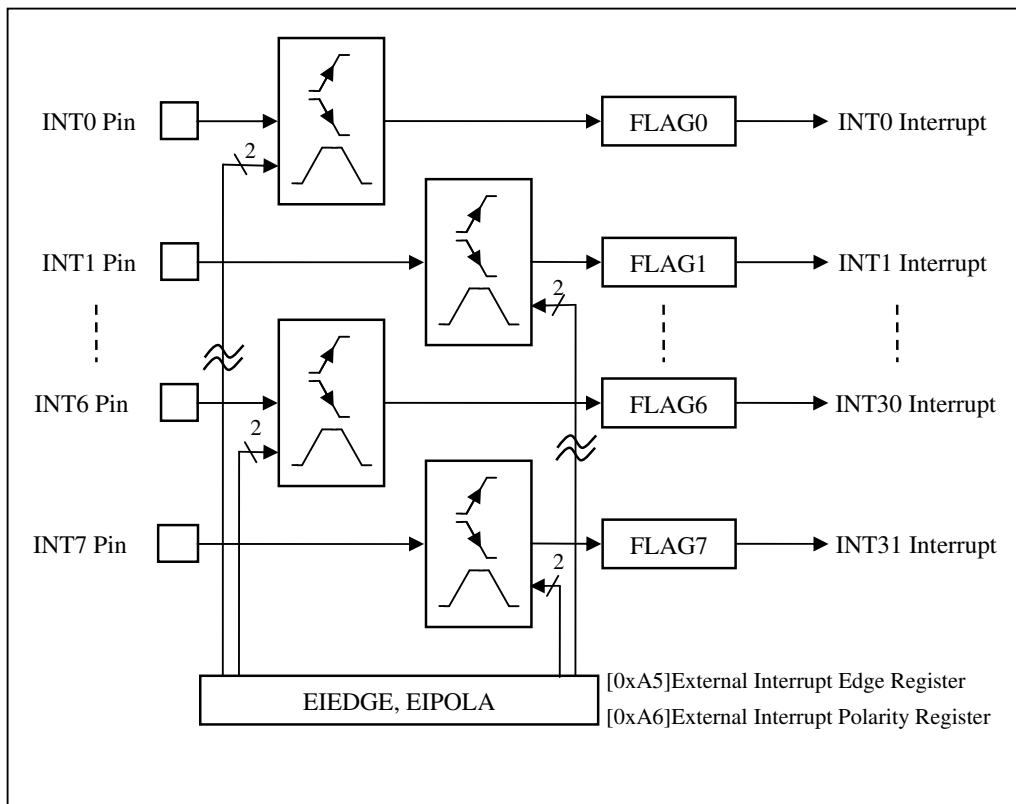 INT0 Pin FLAG0 INT0 Interrupt
2
INT1 Pin FLAG1 INT1 Interrupt
2
INT6 Pin FLAG6 INT30 Interrupt
2
INT7 Pin FLAG7 INT31 Interrupt
2
EIEDGE, EIPOLA
[0xA5]External Interrupt Edge Register
[0xA6]External Interrupt Polarity Register